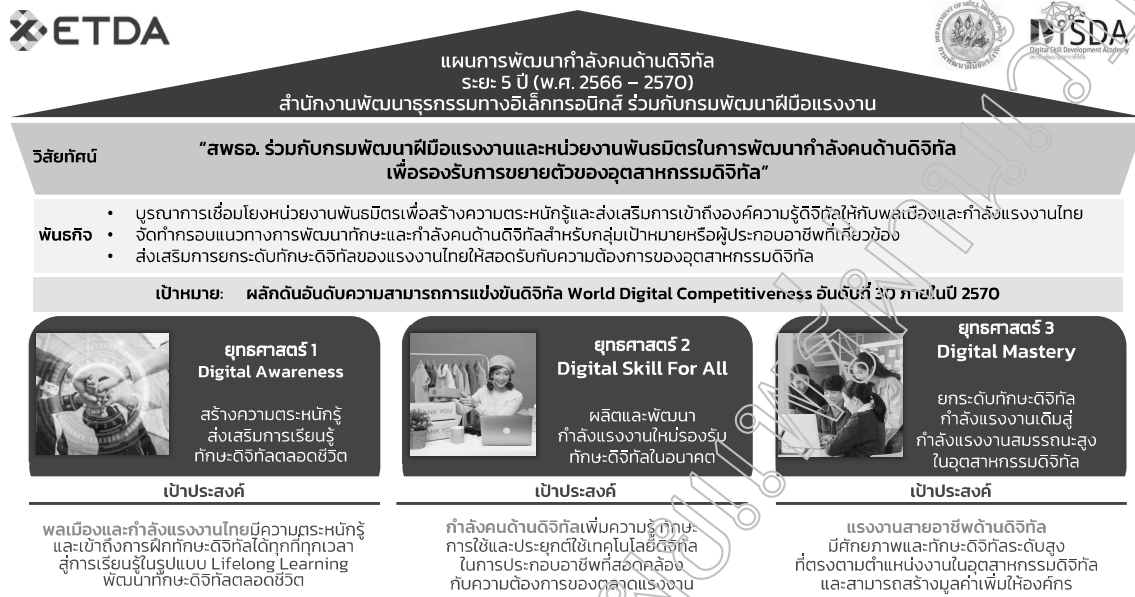 ETDA
DISDA
Digital Skill Development Academy
แผนการพัฒนากำลังคนด้านดิจิทัล
ระยะ 5 ปี (พ.ศ. 2566 – 2570)
สำนักงานพัฒนาธุรกรรมทางอิเล็กทรอนิกส์ ร่วมกับกรมพัฒนาฝีมือแรงงาน
วิสัยทัศน์
“สพธอ. ร่วมกับกรมพัฒนาฝีมือแรงงานและหน่วยงานพันธมิตรในการพัฒนากำลังคนด้านดิจิทัล
เพื่อรองรับการขยายตัวของอุตสาหกรรมดิจิทัล”
พันธกิจ
• บูรณาการเชื่อมโยงหน่วยงานพันธมิตรเพื่อสร้างความตระหนักรู้และส่งเสริมการเข้าถึงองค์ความรู้ดิจิทัลให้กับพลเมืองและกำลังแรงงานไทย
• จัดทำกรอบแนวทางการพัฒนาทักษะและกำลังคนด้านดิจิทัลสำหรับกลุ่มเป้าหมายหรือผู้ประกอบอาชีพที่เกี่ยวข้อง
• ส่งเสริมการยกระดับทักษะดิจิทัลของแรงงานไทยให้สอดรับกับความต้องการของอุตสาหกรรมดิจิทัล
เป้าหมาย: ผลักดันอันดับความสามารถการแข่งขันดิจิทัล World Digital Competitiveness อันดับที่ 30 ภายในปี 2570
ยุทธศาสตร์ 1
Digital Awareness
สร้างความตระหนักรู้
ส่งเสริมการเรียนรู้
ทักษะดิจิทัลตลอดชีวิต
เป้าประสงค์
พลเมืองและกำลังแรงงานไทยมีความตระหนักรู้
และเข้าถึงการฝึกทักษะดิจิทัลได้ทุกที่ทุกเวลา
สู่การเรียนรู้ในรูปแบบ Lifelong Learning
พัฒนาทักษะดิจิทัลตลอดชีวิต
ยุทธศาสตร์ 2
Digital Skill For All
ผลิตและพัฒนา
กำลังแรงงานใหม่รองรับ
ทักษะดิจิทัลในอนาคต
เป้าประสงค์
กำลังคนด้านดิจิทัลเพิ่มความรู้ ทักษะ
การใช้และประยุกต์ใช้เทคโนโลยีดิจิทัล
ในการประกอบอาชีพที่สอดคล้อง
กับความต้องการของตลาดแรงงาน
ยุทธศาสตร์ 3
Digital Mastery
ยกระดับทักษะดิจิทัล
กำลังแรงงานเดิมสู่
กำลังแรงงานสมรรถนะสูง
ในอุตสาหกรรมดิจิทัล
เป้าประสงค์
แรงงานสายอาชีพด้านดิจิทัล
มีศักยภาพและทักษะดิจิทัลระดับสูง
ที่ตรงตามตำแหน่งงานในอุตสาหกรรมดิจิทัล
และสามารถสร้างมูลค่าเพิ่มให้องค์กร